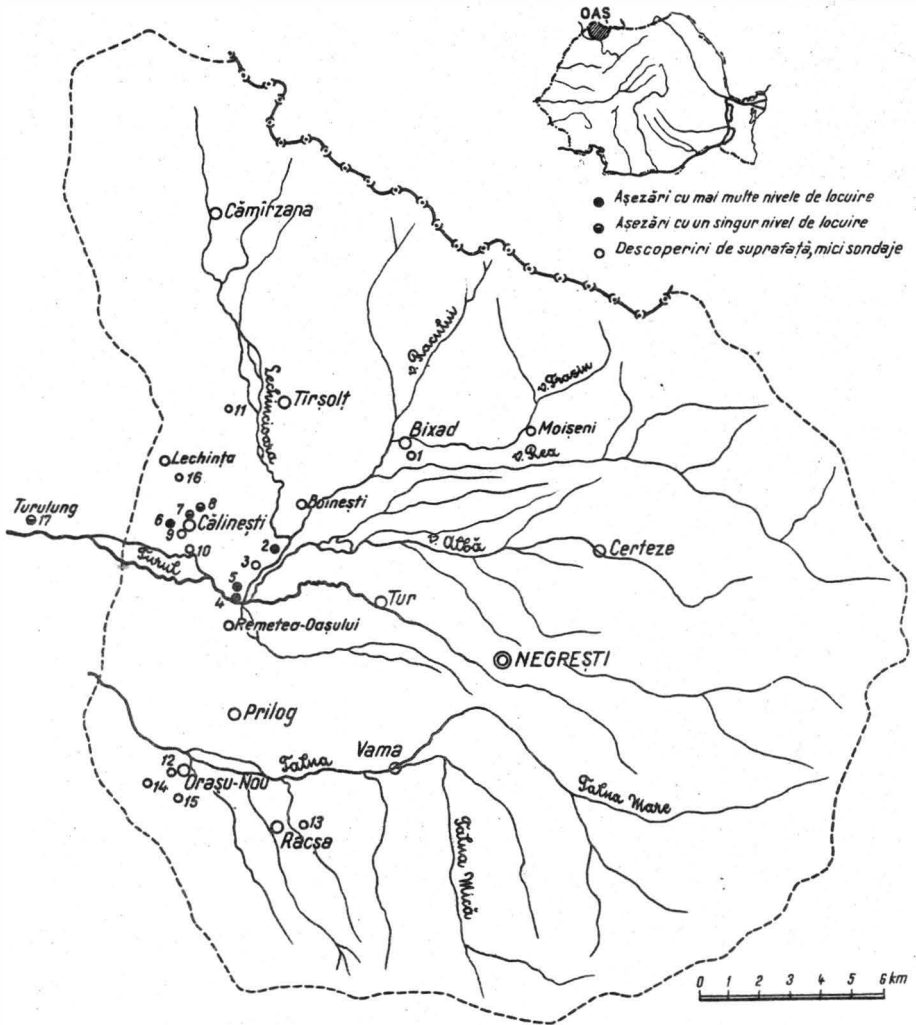 OAȘ
Așezări cu mai multe nivele de locuire
Așezări cu un singur nivel de locuire
Descoperiri de suprafață, mici sondaje
Cămîrzana
v. Racului
v. Frasin
Lechincioara
Tîrșolț
11
Bixad
1
Moișeni
v. Rea
Lechința
16
Boinești
Turulung
17
7
8
6
Călinești
9
10
2
3
v. Albă
Certeze
Turul
5
4
Tur
Remetea-Oașului
NEGREȘTI
Prilog
Vama
Talna
12
Orașu-Nou
14
15
Talna Mare
13
Racșa
Talna Mică
0 1 2 3 4 5 6 km